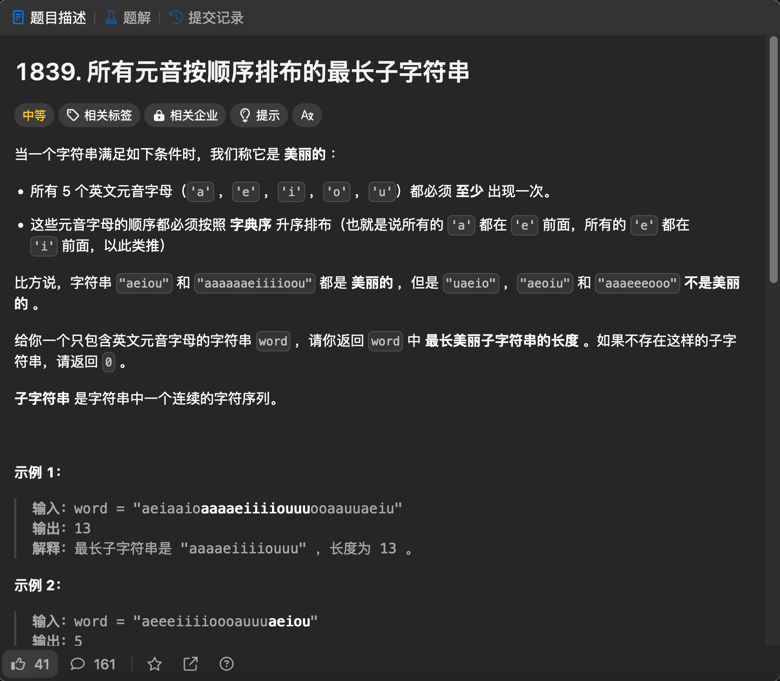 题目描述 题解 提交记录
1839. 所有元音按顺序排布的最长子字符串
中等 相关标签 相关企业 提示
当一个字符串满足如下条件时，我们称它是 美丽的 ：
• 所有 5 个英文元音字母（'a' ，'e' ，'i' ，'o' ，'u'）都必须 至少 出现一次。
• 这些元音字母的顺序都必须按照 字典序 升序排布（也就是说所有的 'a' 都在 'e' 前面，所有的 'e' 都在
'i' 前面，以此类推）
比方说，字符串 "aeiou" 和 "aaaaaaeiiiioou" 都是 美丽的 ，但是 "uaeio" ，"aeoiu" 和 "aaaeeeooo" 不是美丽
的 。
给你一个只包含英文元音字母的字符串 word ，请你返回 word 中 最长美丽子字符串的长度 。如果不存在这样的子字
符串，请返回 0 。
子字符串 是字符串中一个连续的字符序列。
示例 1：
输入：word = "aeiaaioaaaaeiiiiouuuooaauuaeiu"
输出：13
解释：最长子字符串是 "aaaaeiiiiouuu" ，长度为 13 。
示例 2：
输入：word = "aeeeiiiioooauuuaeiou"
输出：5
41 161